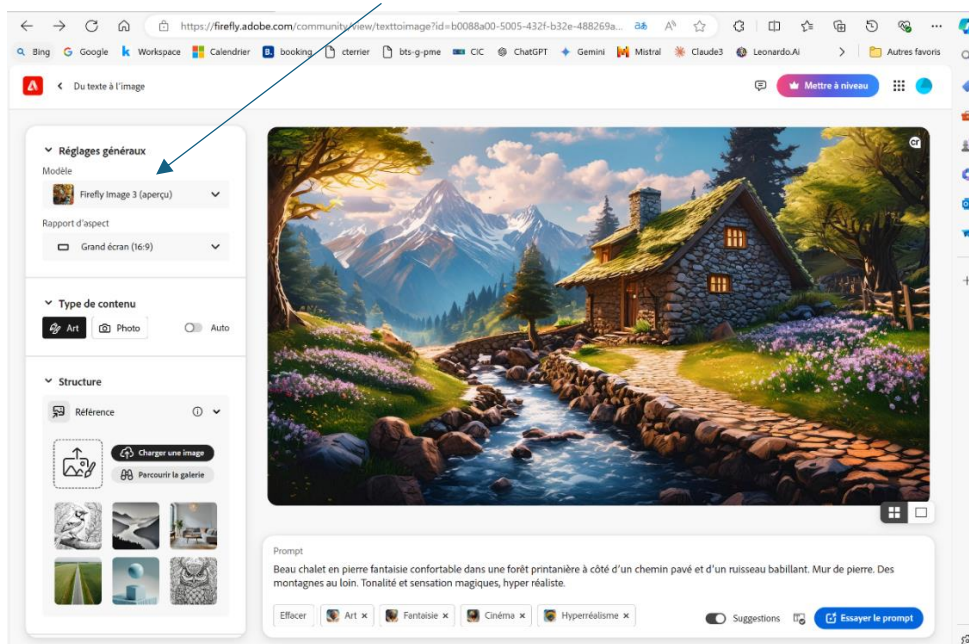 https://firefly.adobe.com/community/view/texttoimage?id=b0088a00-5005-432f-b32e-488269a...
Bing Google Workspace Calendrier booking cterrier bts-g-pme CIC ChatGPT Gemini Mistral Claude3 Leonardo.Ai Autres favoris
Du texte à l'image
Mettre à niveau
Réglages généraux
Modèle
Firefly Image 3 (aperçu)
Rapport d'aspect
Grand écran (16:9)
Type de contenu
Art Photo Auto
Structure
Référence
Charger une image
Parcourir la galerie
cr
Prompt
Beau chalet en pierre fantaisie confortable dans une forêt printanière à côté d'un chemin pavé et d'un ruisseau babillant. Mur de pierre. Des
montagnes au loin. Tonalité et sensation magiques, hyper réaliste.
Effacer Art × Fantaisie × Cinéma × Hyperréalisme × Suggestions Essayer le prompt